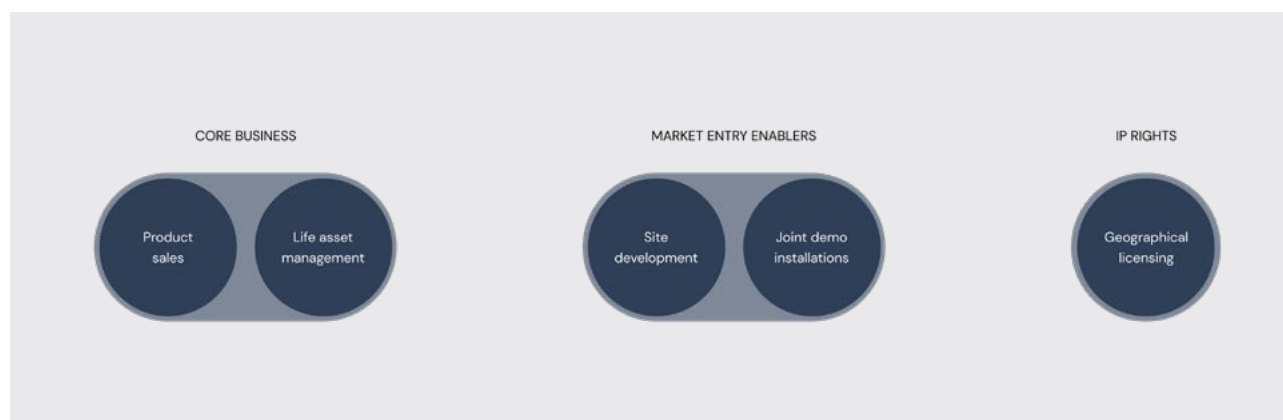 CORE BUSINESS
Product
sales
Life asset
management
MARKET ENTRY ENABLERS
Site
development
Joint demo
installations
IP RIGHTS
Geographical
licensing